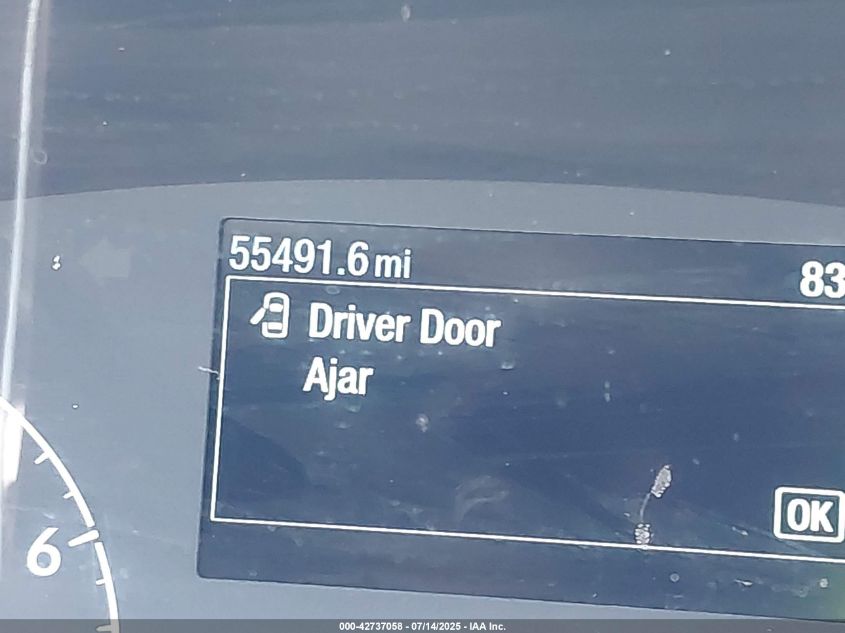 55491.6 mi
83
Driver Door
Ajar
OK
6
000-42737058 - 07/14/2025 - IAA Inc.